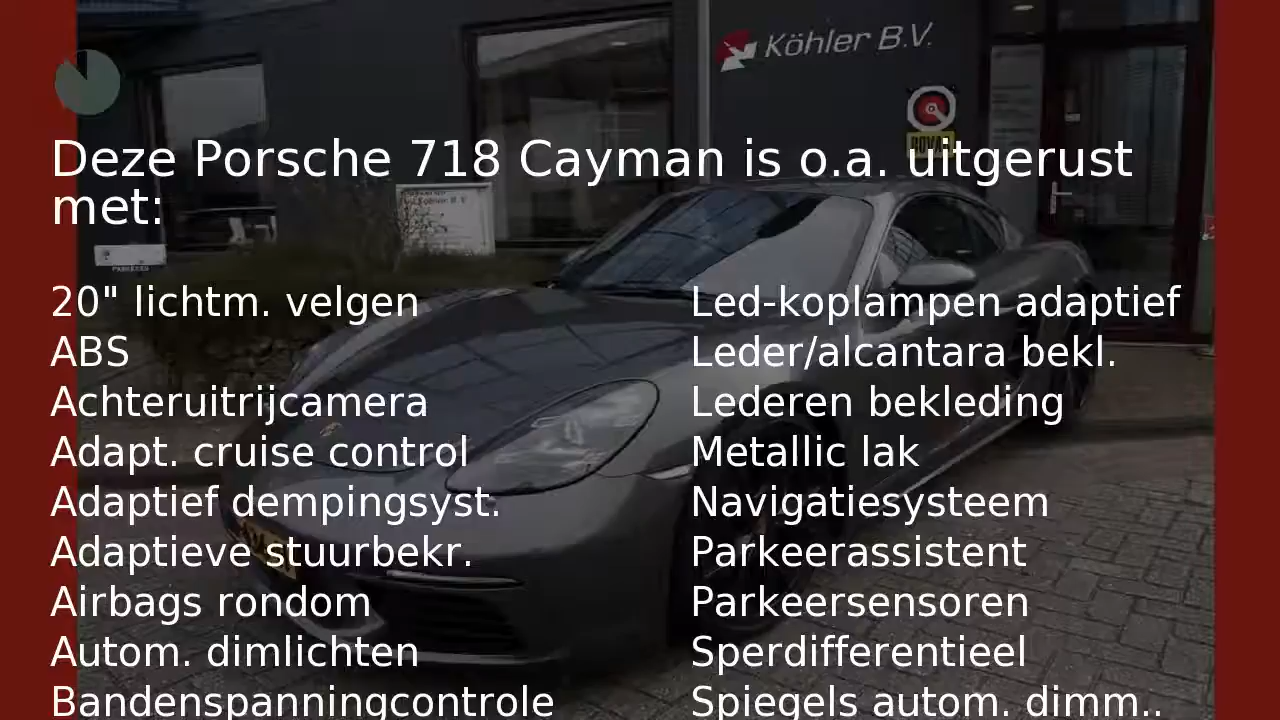 Köhler B.V.
Deze Porsche 718 Cayman is o.a. uitgerust
met:
20" lichtm. velgen
ABS
Achteruitrijcamera
Adapt. cruise control
Adaptief dempingsyst.
Adaptieve stuurbekr.
Airbags rondom
Autom. dimlichten
Bandenspanningcontrole
Led-koplampen adaptief
Leder/alcantara bekl.
Lederen bekleding
Metallic lak
Navigatiesysteem
Parkeerassistent
Parkeersensoren
Sperdifferentieel
Spiegels autom. dimm..